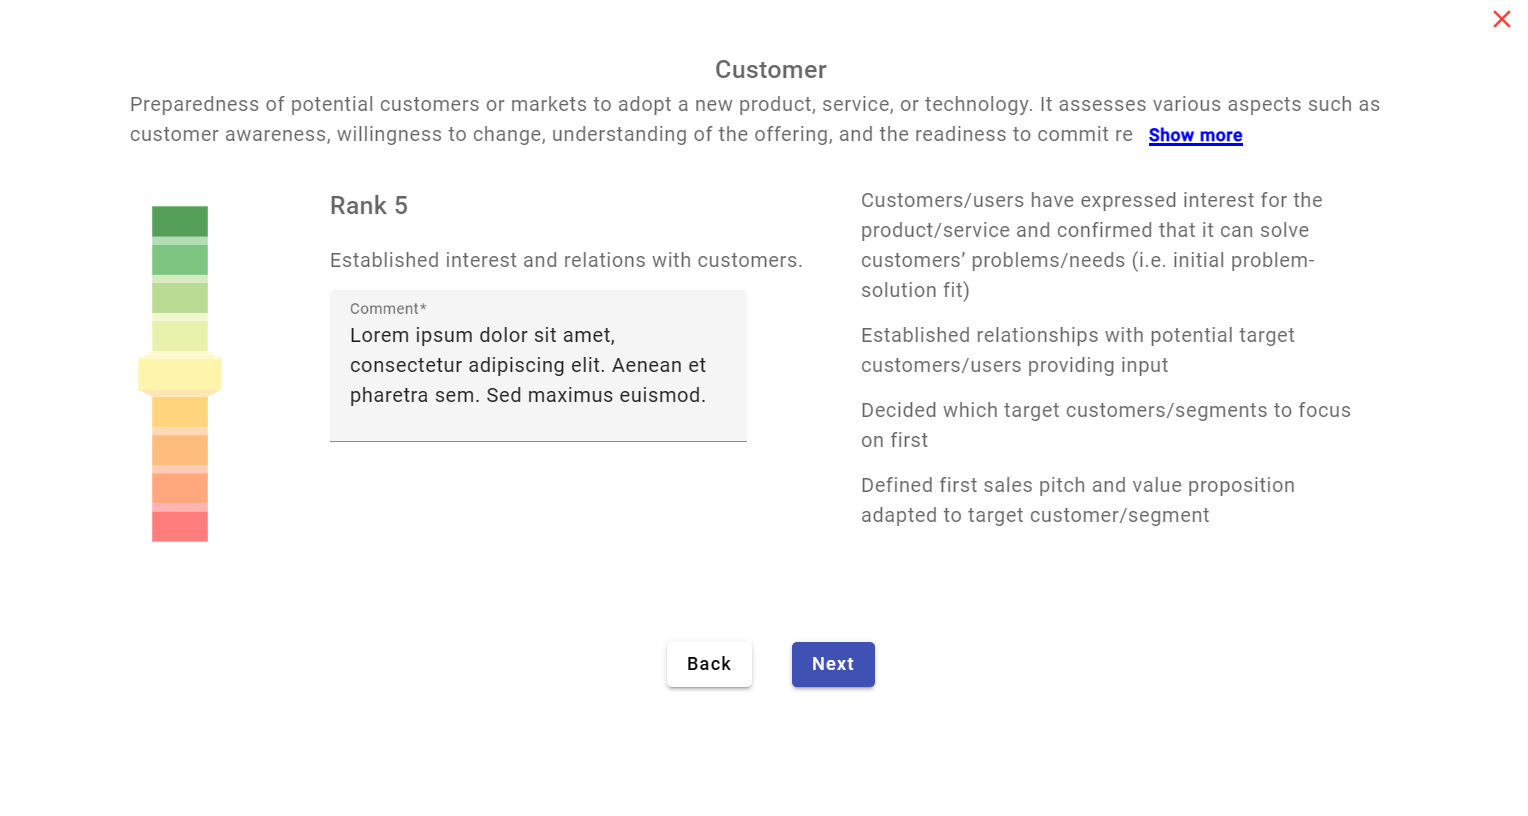 Customer
Preparedness of potential customers or markets to adopt a new product, service, or technology. It assesses various aspects such as
customer awareness, willingness to change, understanding of the offering, and the readiness to commit re Show more
Rank 5
Established interest and relations with customers.
Comment*
Lorem ipsum dolor sit amet,
consectetur adipiscing elit. Aenean et
pharetra sem. Sed maximus euismod.
Customers/users have expressed interest for the
product/service and confirmed that it can solve
customers’ problems/needs (i.e. initial problem-
solution fit)
Established relationships with potential target
customers/users providing input
Decided which target customers/segments to focus
on first
Defined first sales pitch and value proposition
adapted to target customer/segment
Back
Next